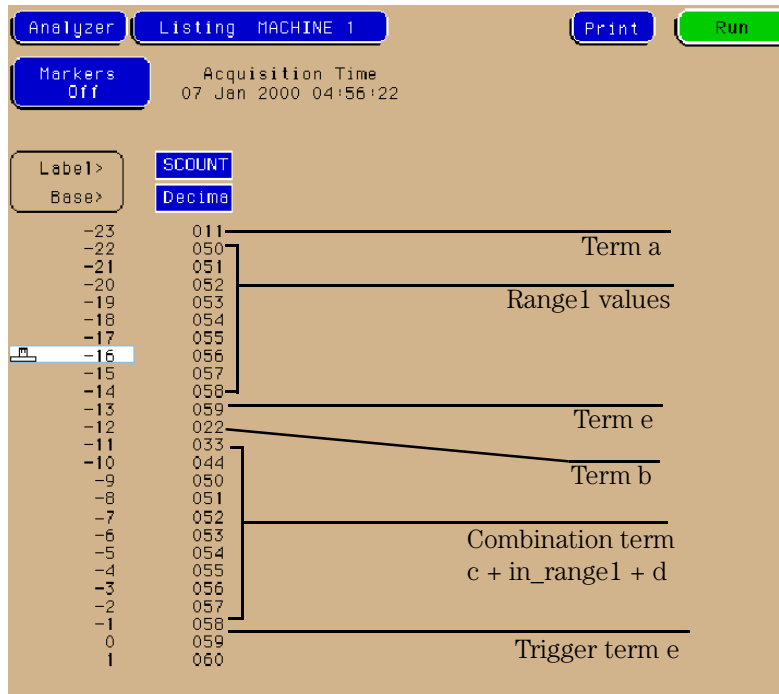 Analyzer Listing MACHINE 1 Print Run
Markers Off
Acquisition Time
07 Jan 2000 04:56:22
Label> SCOUNT
Base> Decima
-23 011 Term a
-22 050
-21 051
-20 052 Range1 values
-19 053
-18 054
-17 055
-16 056
-15 057
-14 058
-13 059 Term e
-12 022 Term b
-11 033
-10 044
-9 050
-8 051
-7 052
-6 053 Combination term
-5 054 c + in_range1 + d
-4 055
-3 056
-2 057
-1 058
0 059 Trigger term e
1 060